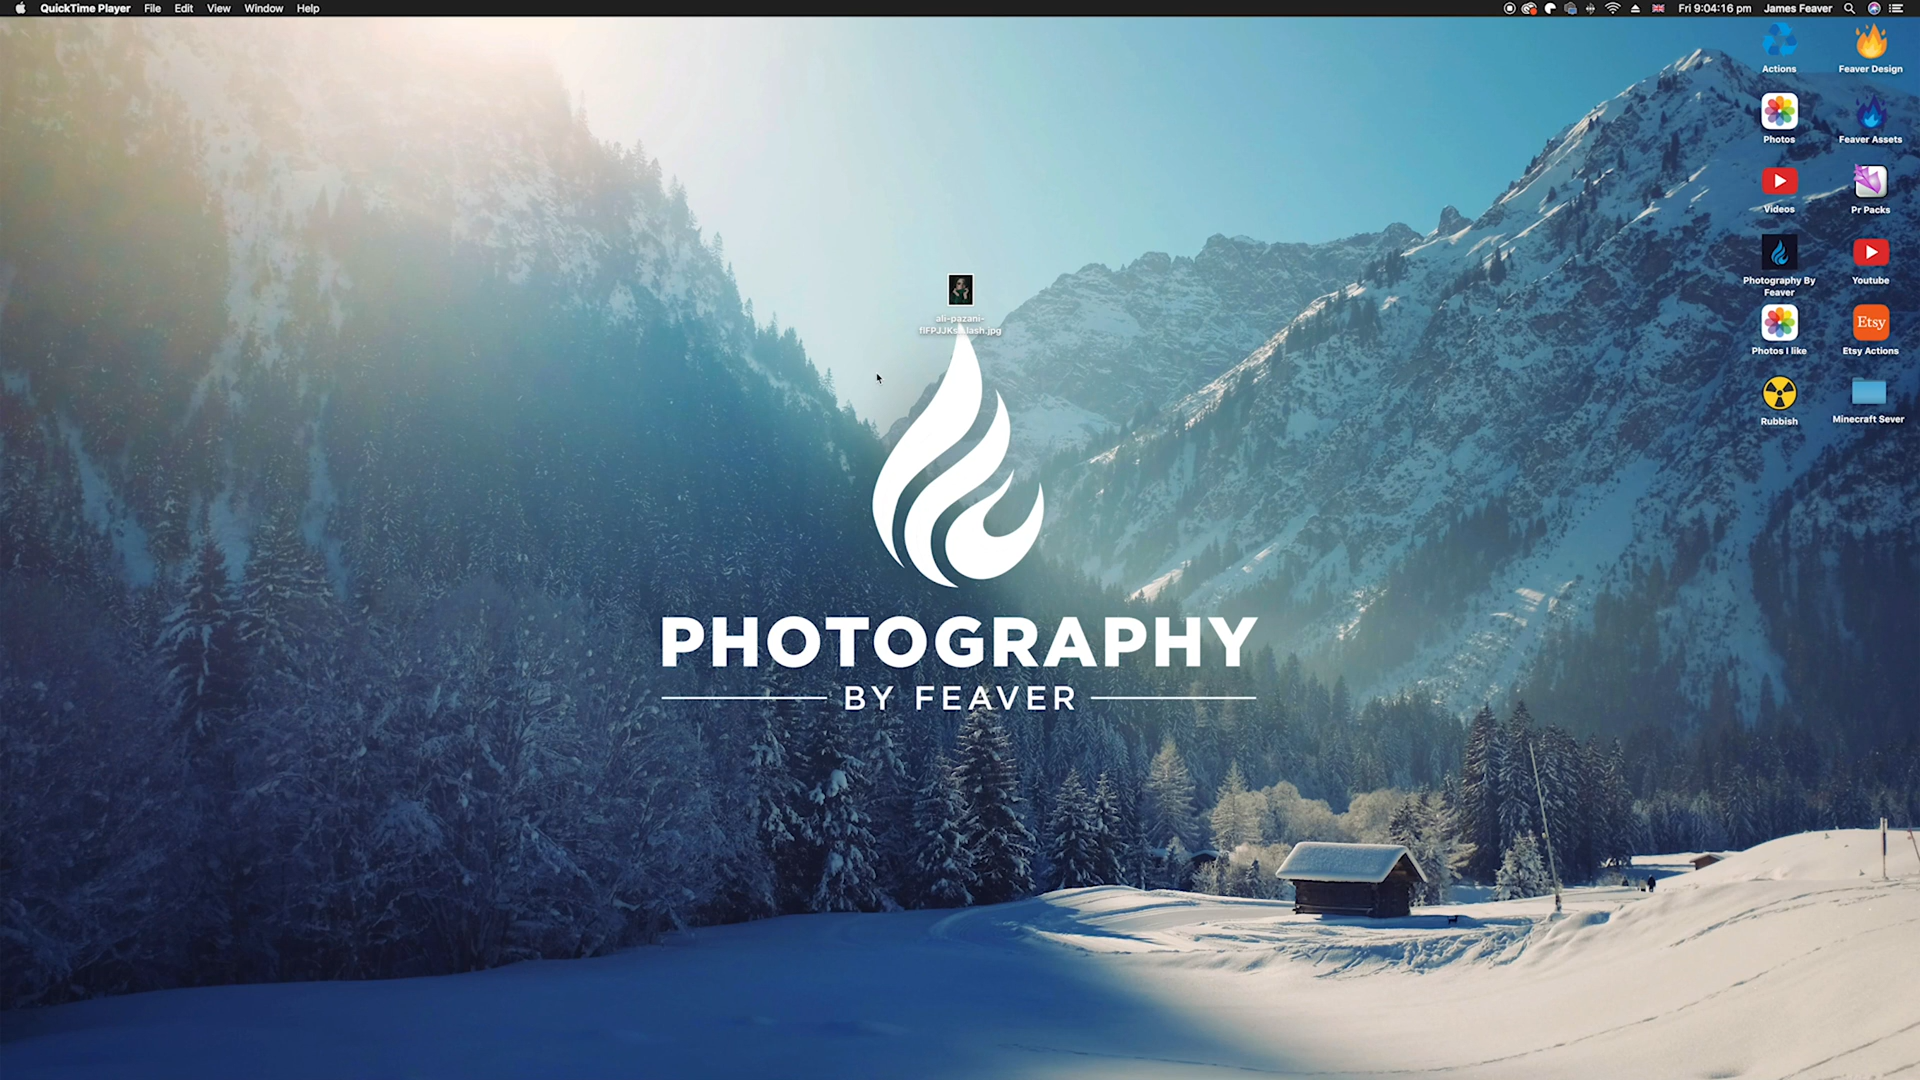 QuickTime Player File Edit View Window Help
Fri 9:04:16 pm James Feaver
Actions
Feaver Design
Photos
Feaver Assets
Videos
Pr Packs
Photography By
Feaver
Youtube
Etsy
Photos I like
Etsy Actions
Rubbish
Minecraft Sever
ali-pazani-
PHOTOGRAPHY
BY FEAVER